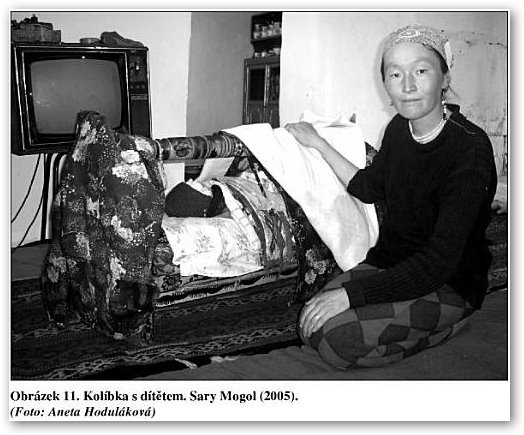 Obrázek 11. Kolíbka s dítětem. Sary Mogol (2005).
(Foto: Aneta Hoduláková)